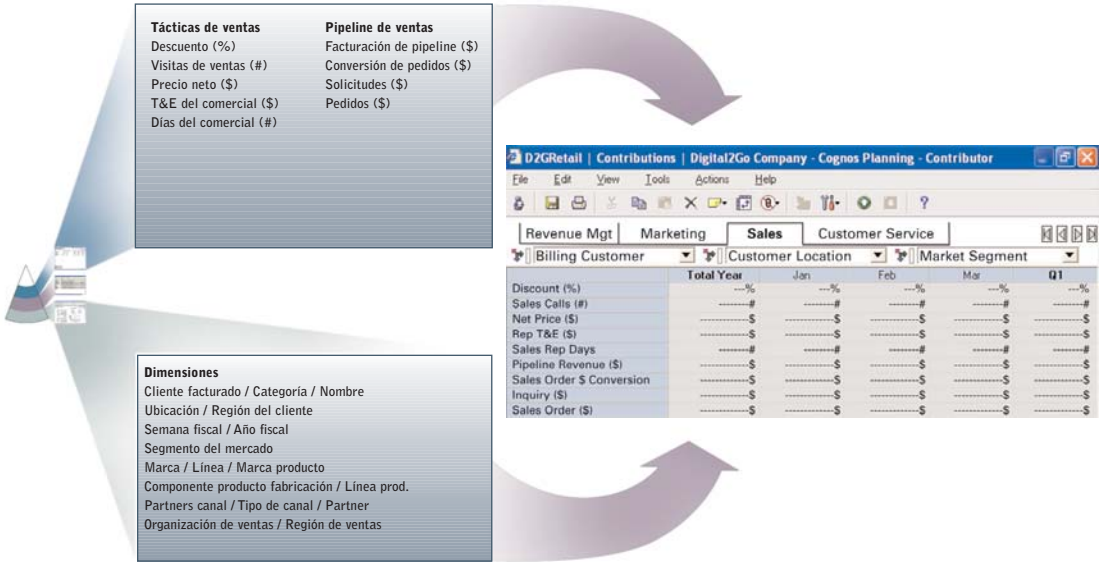 Tácticas de ventas
Descuento (%)
Visitas de ventas (#)
Precio neto ($)
T&E del comercial ($)
Días del comercial (#)
Pipeline de ventas
Facturación de pipeline ($)
Conversión de pedidos ($)
Solicitudes ($)
Pedidos ($)
D2GRetail | Contributions | Digital2Go Company - Cognos Planning - Contributor
File Edit View Tools Actions Help
Revenue Mgt Marketing Sales Customer Service
Billing Customer Customer Location Market Segment
Total Year Jan Feb Mar Q1
Discount (%) ---% ---% ---% ---% ---%
Sales Calls (#) --------# --------# --------# --------# --------#
Net Price ($) -----------$ -----------$ -----------$ -----------$ -----------$
Rep T&E ($) -----------$ -----------$ -----------$ -----------$ -----------$
Sales Rep Days --------# --------# --------# --------# --------#
Pipeline Revenue ($) -----------$ -----------$ -----------$ -----------$ -----------$
Sales Order $ Conversion -----------$ -----------$ -----------$ -----------$ -----------$
Inquiry ($) -----------$ -----------$ -----------$ -----------$ -----------$
Sales Order ($) -----------$ -----------$ -----------$ -----------$ -----------$
Dimensiones
Cliente facturado / Categoría / Nombre
Ubicación / Región del cliente
Semana fiscal / Año fiscal
Segmento del mercado
Marca / Línea / Marca producto
Componente producto fabricación / Línea prod.
Partners canal / Tipo de canal / Partner
Organización de ventas / Región de ventas